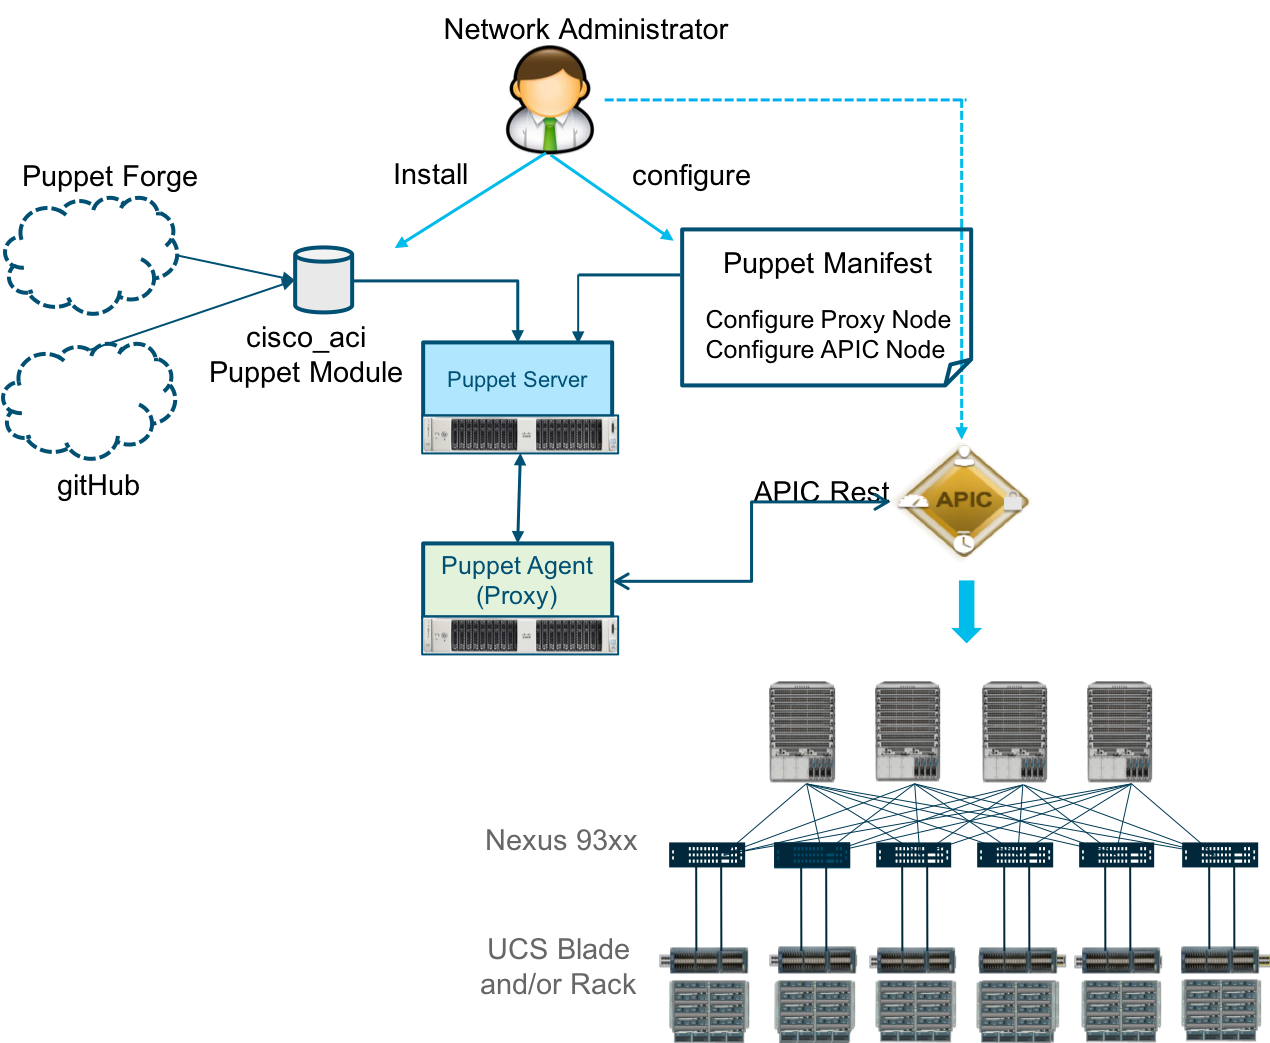 Network Administrator
Install
configure
Puppet Forge
Puppet Manifest
Configure Proxy Node
Configure APIC Node
cisco_aci
Puppet Module
Puppet Server
gitHub
APIC Rest
APIC
Puppet Agent
(Proxy)
Nexus 93xx
UCS Blade
and/or Rack